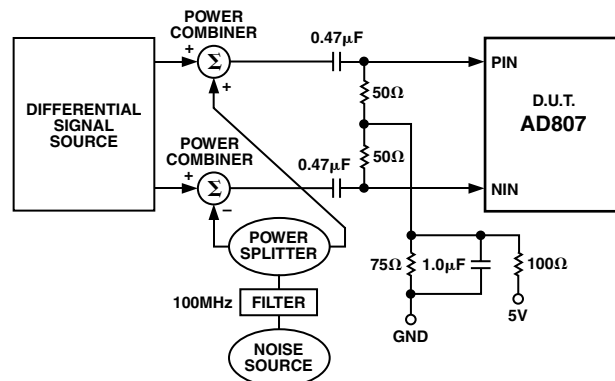 POWER
COMBINER
0.47µF
+
Σ
+
PIN
50Ω
DIFFERENTIAL
SIGNAL
SOURCE
D.U.T.
AD807
POWER
COMBINER
0.47µF
50Ω
+
Σ
−
NIN
POWER
SPLITTER
75Ω
1.0µF
100Ω
100MHz
FILTER
GND
5V
NOISE
SOURCE